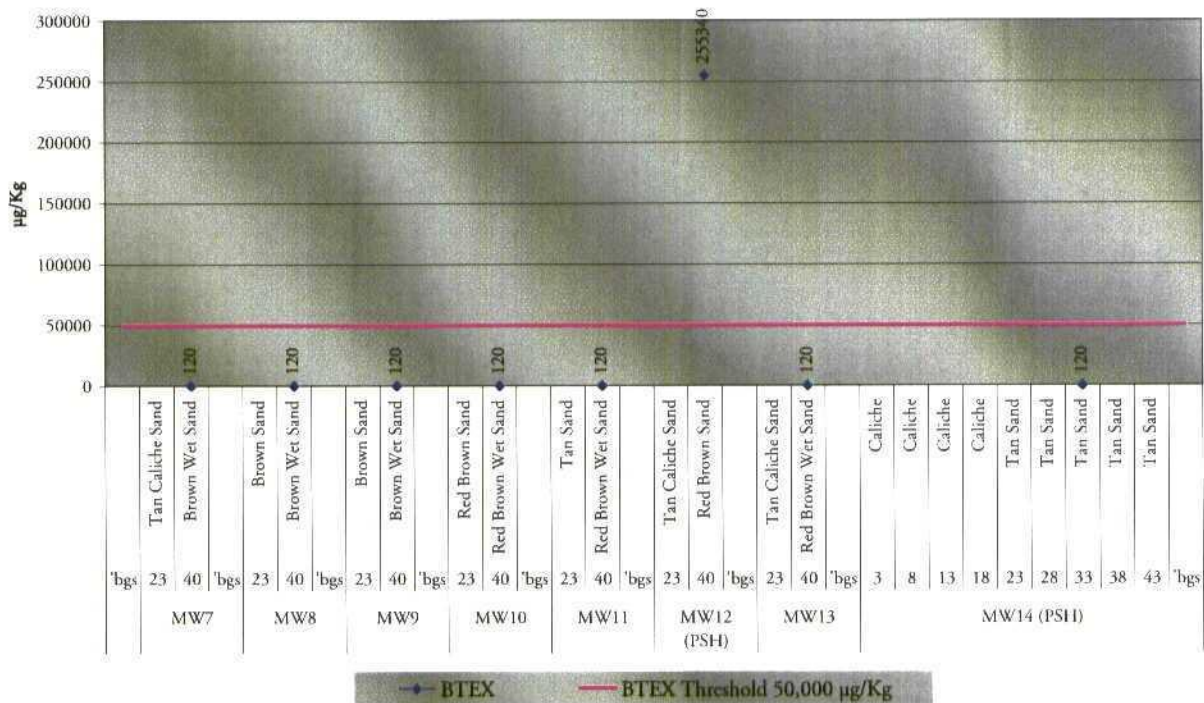 300000
250000
200000
150000
100000
50000
0
µg/Kg
120
120
120
120
120
255340
120
120
Tan Caliche Sand
Brown Wet Sand
Brown Sand
Brown Wet Sand
Brown Sand
Brown Wet Sand
Red Brown Sand
Red Brown Wet Sand
Tan Sand
Red Brown Wet Sand
Tan Caliche Sand
Red Brown Sand
Tan Caliche Sand
Red Brown Wet Sand
Caliche
Caliche
Caliche
Caliche
Tan Sand
Tan Sand
Tan Sand
Tan Sand
Tan Sand
'bgs 23 40 'bgs 23 40 'bgs 23 40 'bgs 23 40 'bgs 23 40 'bgs 23 40 'bgs 23 40 'bgs 3 8 13 18 23 28 33 38 43 'bgs
MW7 MW8 MW9 MW10 MW11 MW12 (PSH) MW13 MW14 (PSH)
BTEX BTEX Threshold 50,000 µg/Kg